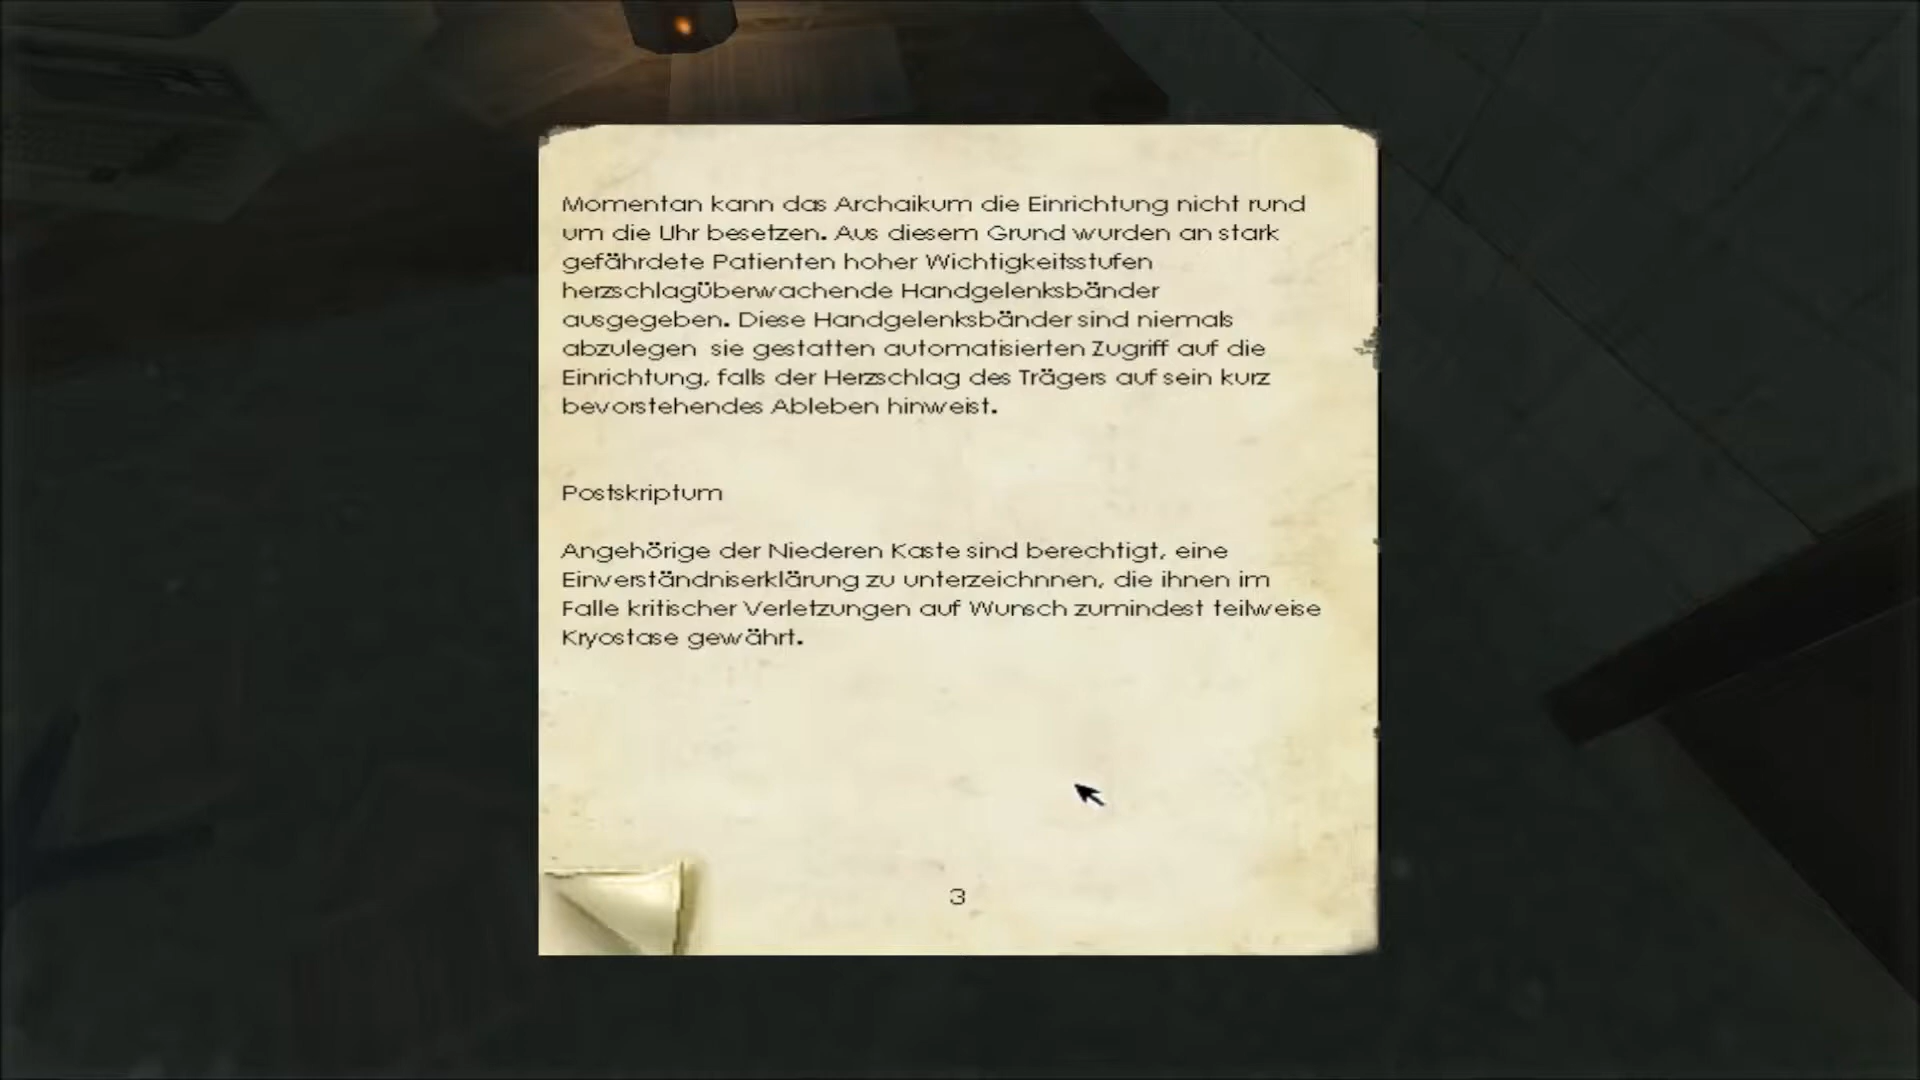 Momentan kann das Archaikum die Einrichtung nicht rund
um die Uhr besetzen. Aus diesem Grund wurden an stark
gefährdete Patienten hoher Wichtigkeitsstufen
herzschlagüberwachende Handgelenksbänder
ausgegeben. Diese Handgelenksbänder sind niemals
abzulegen  sie gestatten automatisierten Zugriff auf die
Einrichtung, falls der Herzschlag des Trägers auf sein kurz
bevorstehendes Ableben hinweist.
Postskriptum
Angehörige der Niederen Kaste sind berechtigt, eine
Einverständniserklärung zu unterzeichnnen, die ihnen im
Falle kritischer Verletzungen auf Wunsch zumindest teilweise
Kryostase gewährt.
3